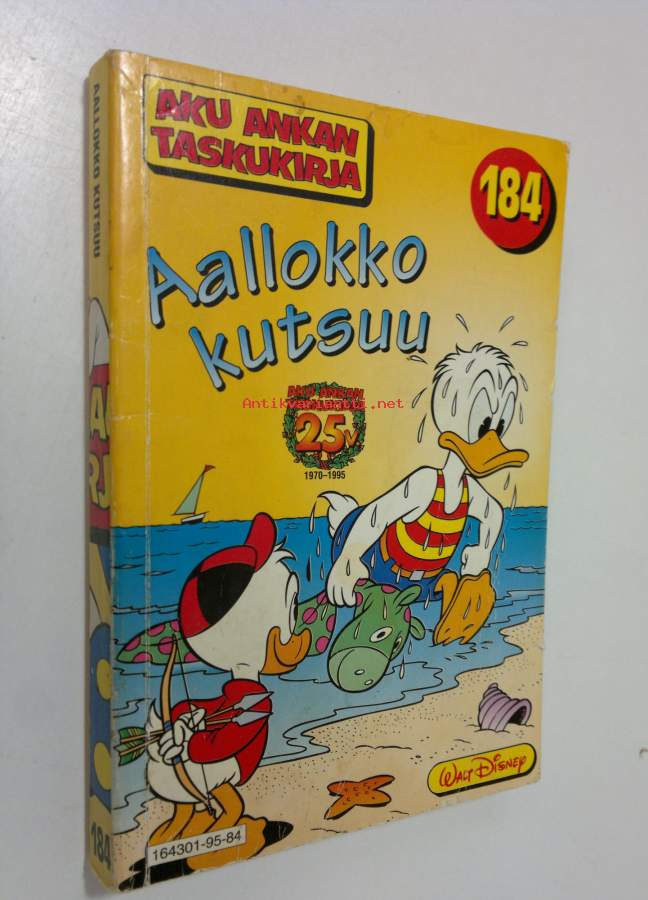 AKU ANKAN
TASKUKIRJA
184
Aallokko
kutsuu
AKU ANKAN
25v
1970-1995
Antikvariaatti.net
WALT DISNEY
164301-95-84
AALLOKKO KUTSUU
184